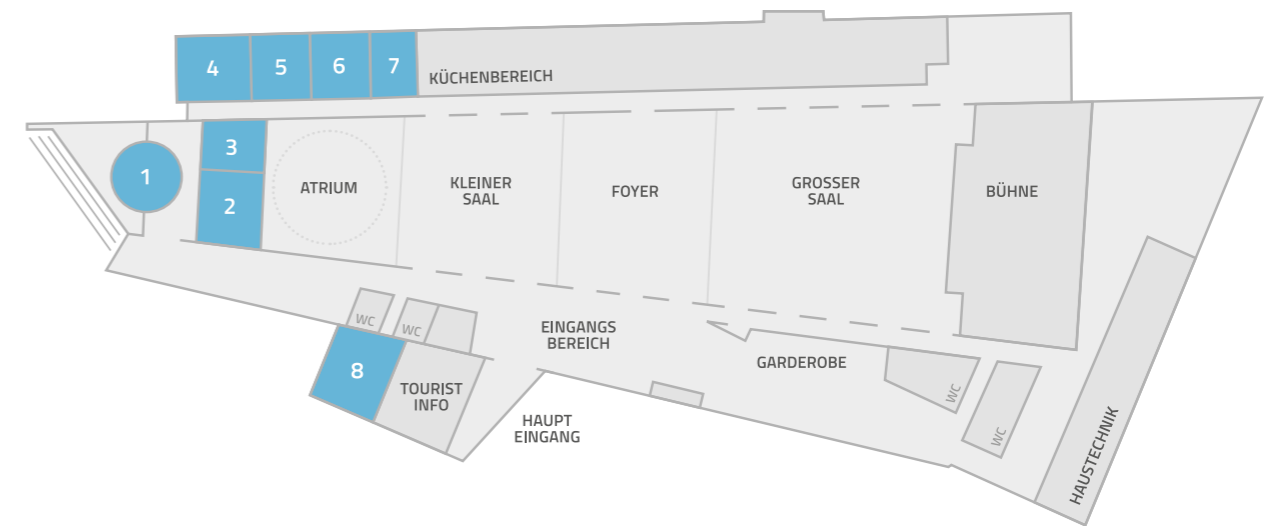 4
5
6
7
KÜCHENBEREICH
1
3
2
ATRIUM
KLEINER
SAAL
FOYER
GROSSER
SAAL
BÜHNE
WC
WC
8
TOURIST
INFO
EINGANGS
BEREICH
HAUPT
EINGANG
GARDEROBE
WC
WC
HAUSTECHNIK